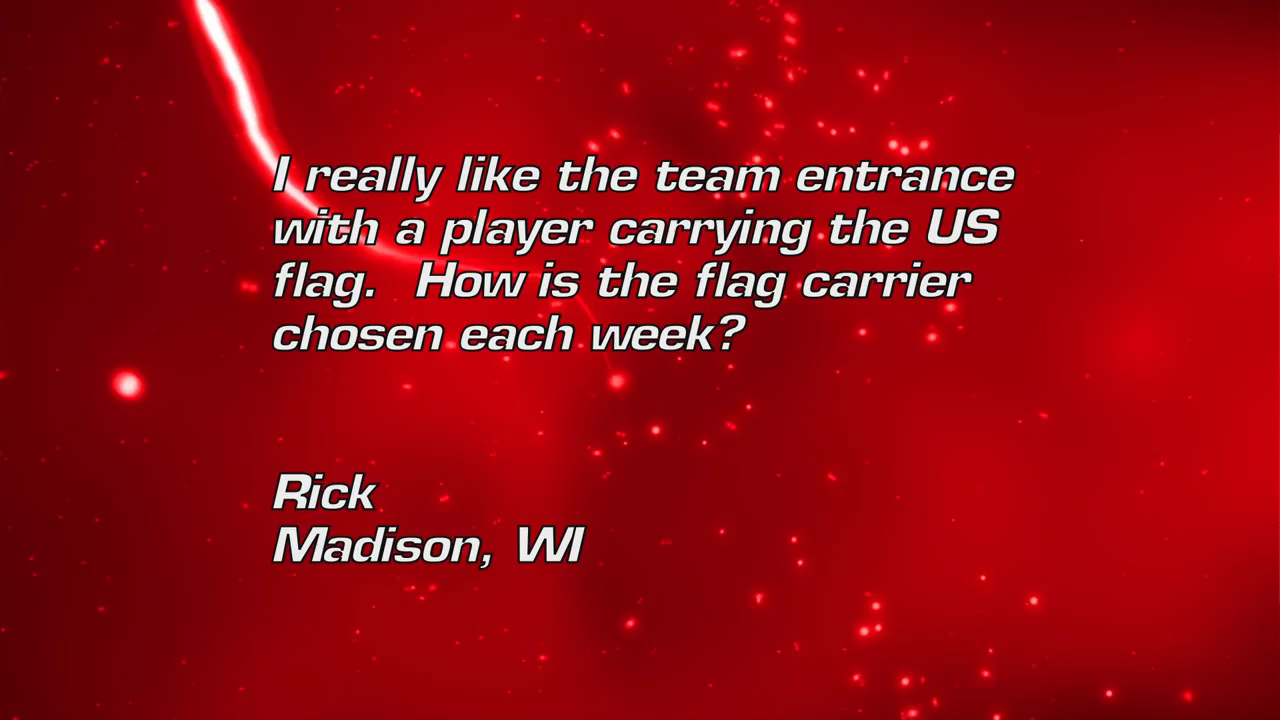 I really like the team entrance
with a player carrying the US
flag.  How is the flag carrier
chosen each week?
Rick
Madison, WI